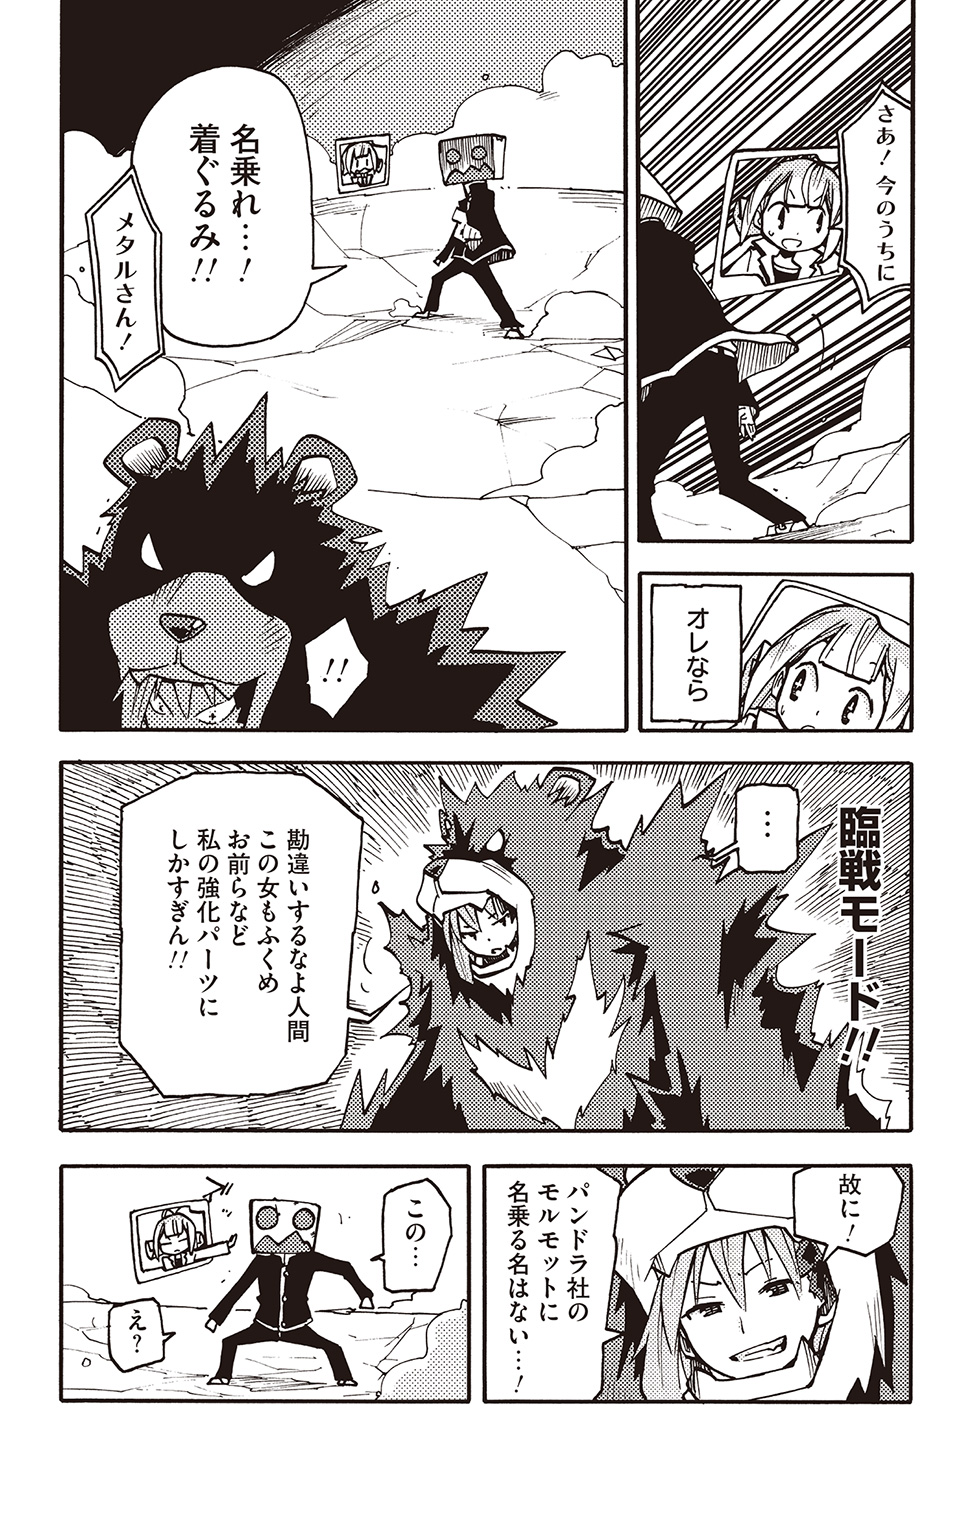 さあ！今のうちに
オレなら
名乗れ…！
着ぐるみ!!
メタルさん！
!!
臨戦モード!!
…
勘違いするなよ人間
この女もふくめ
お前らなど
私の強化パーツに
しかすぎん!!
故に！
パンドラ社の
モルモットに
名乗る名はない…！
この…
え？